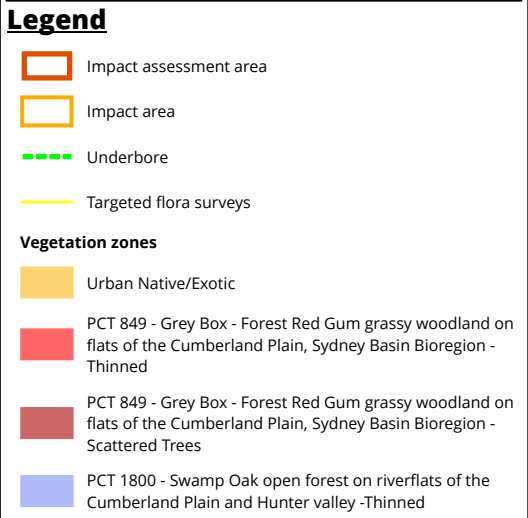 Legend
Impact assessment area
Impact area
Underbore
Targeted flora surveys
Vegetation zones
Urban Native/Exotic
PCT 849 - Grey Box - Forest Red Gum grassy woodland on
flats of the Cumberland Plain, Sydney Basin Bioregion -
Thinned
PCT 849 - Grey Box - Forest Red Gum grassy woodland on
flats of the Cumberland Plain, Sydney Basin Bioregion -
Scattered Trees
PCT 1800 - Swamp Oak open forest on riverflats of the
Cumberland Plain and Hunter valley -Thinned